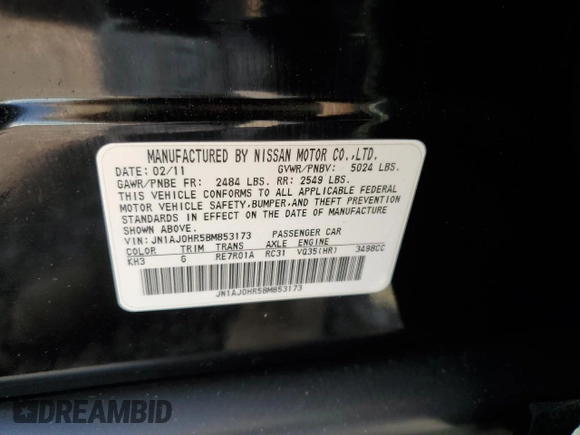 MANUFACTURED BY NISSAN MOTOR CO.,LTD.
DATE: 02/11 GVWR/PNBV: 5024 LBS.
GAWR/PNBE FR: 2484 LBS. RR: 2549 LBS.
THIS VEHICLE CONFORMS TO ALL APPLICABLE FEDERAL
MOTOR VEHICLE SAFETY,BUMPER,AND THEFT PREVENTION
STANDARDS IN EFFECT ON THE DATE OF MANUFACTURE
SHOWN ABOVE.
VIN: JN1AJ0HR5BM853173 PASSENGER CAR
COLOR TRIM TRANS AXLE ENGINE
KH3 G RE7R01A RC31 VQ35(HR) 3498CC
JN1AJ0HR5BM853173
DREAMBID